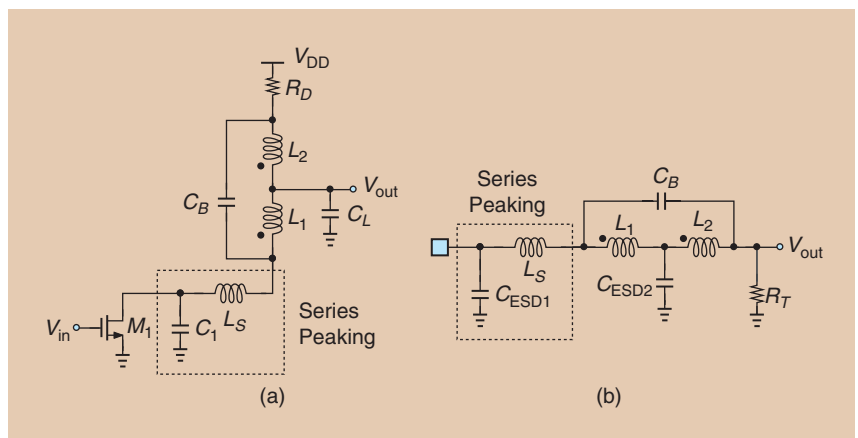 V_DD
R_D
L_2
C_B
V_out
L_1
C_L
Series
Peaking
V_in
M_1
C_1
L_S
(a)
Series
Peaking
C_B
L_1
L_2
V_out
L_S
C_ESD1
C_ESD2
R_T
(b)